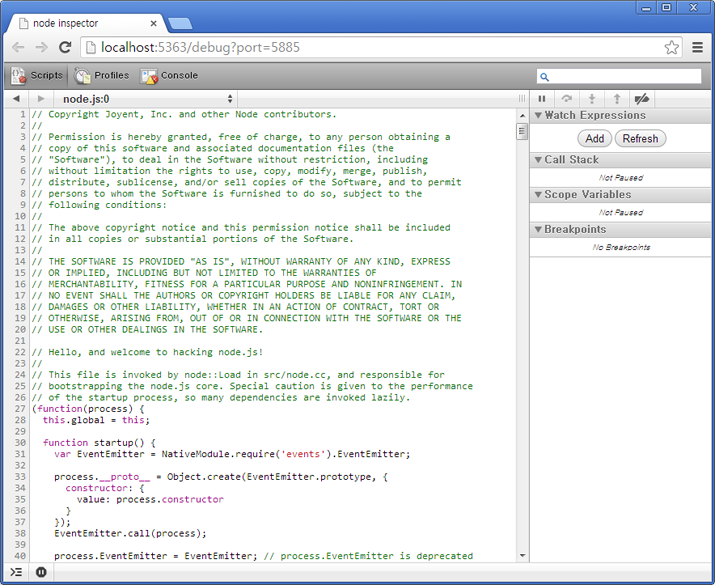 node inspector
localhost:5363/debug?port=5885
Scripts Profiles Console
node.js:0
1 // Copyright Joyent, Inc. and other Node contributors.
2 //
3 // Permission is hereby granted, free of charge, to any person obtaining a
4 // copy of this software and associated documentation files (the
5 // "Software"), to deal in the Software without restriction, including
6 // without limitation the rights to use, copy, modify, merge, publish,
7 // distribute, sublicense, and/or sell copies of the Software, and to permit
8 // persons to whom the Software is furnished to do so, subject to the
9 // following conditions:
10 //
11 // The above copyright notice and this permission notice shall be included
12 // in all copies or substantial portions of the Software.
13 //
14 // THE SOFTWARE IS PROVIDED "AS IS", WITHOUT WARRANTY OF ANY KIND, EXPRESS
15 // OR IMPLIED, INCLUDING BUT NOT LIMITED TO THE WARRANTIES OF
16 // MERCHANTABILITY, FITNESS FOR A PARTICULAR PURPOSE AND NONINFRINGEMENT. IN
17 // NO EVENT SHALL THE AUTHORS OR COPYRIGHT HOLDERS BE LIABLE FOR ANY CLAIM,
18 // DAMAGES OR OTHER LIABILITY, WHETHER IN AN ACTION OF CONTRACT, TORT OR
19 // OTHERWISE, ARISING FROM, OUT OF OR IN CONNECTION WITH THE SOFTWARE OR THE
20 // USE OR OTHER DEALINGS IN THE SOFTWARE.
21
22 // Hello, and welcome to hacking node.js!
23 //
24 // This file is invoked by node::Load in src/node.cc, and responsible for
25 // bootstrapping the node.js core. Special caution is given to the performance
26 // of the startup process, so many dependencies are invoked lazily.
27 (function(process) {
28 this.global = this;
29
30 function startup() {
31 var EventEmitter = NativeModule.require('events').EventEmitter;
32
33 process.__proto__ = Object.create(EventEmitter.prototype, {
34 constructor: {
35 value: process.constructor
36 }
37 });
38 EventEmitter.call(process);
39
40 process.EventEmitter = EventEmitter; // process.EventEmitter is deprecated
Watch Expressions
Add Refresh
Call Stack
Not Paused
Scope Variables
Not Paused
Breakpoints
No Breakpoints